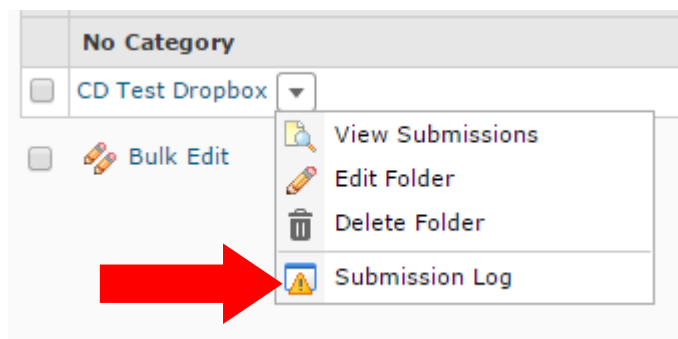 No Category
CD Test Dropbox
View Submissions
Bulk Edit
Edit Folder
Delete Folder
Submission Log